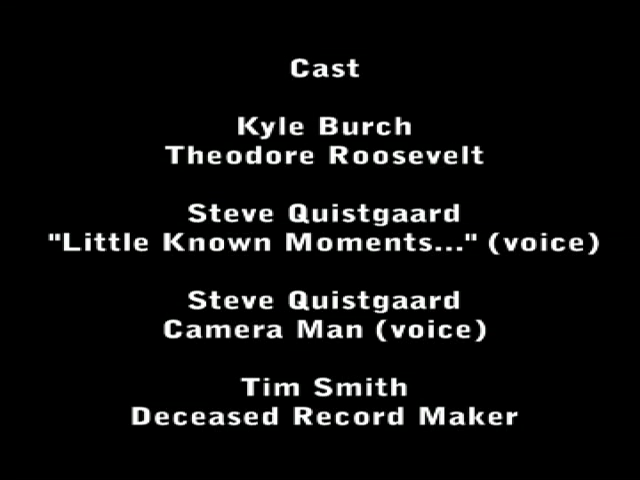 Cast
Kyle Burch
Theodore Roosevelt
Steve Quistgaard
"Little Known Moments..." (voice)
Steve Quistgaard
Camera Man (voice)
Tim Smith
Deceased Record Maker